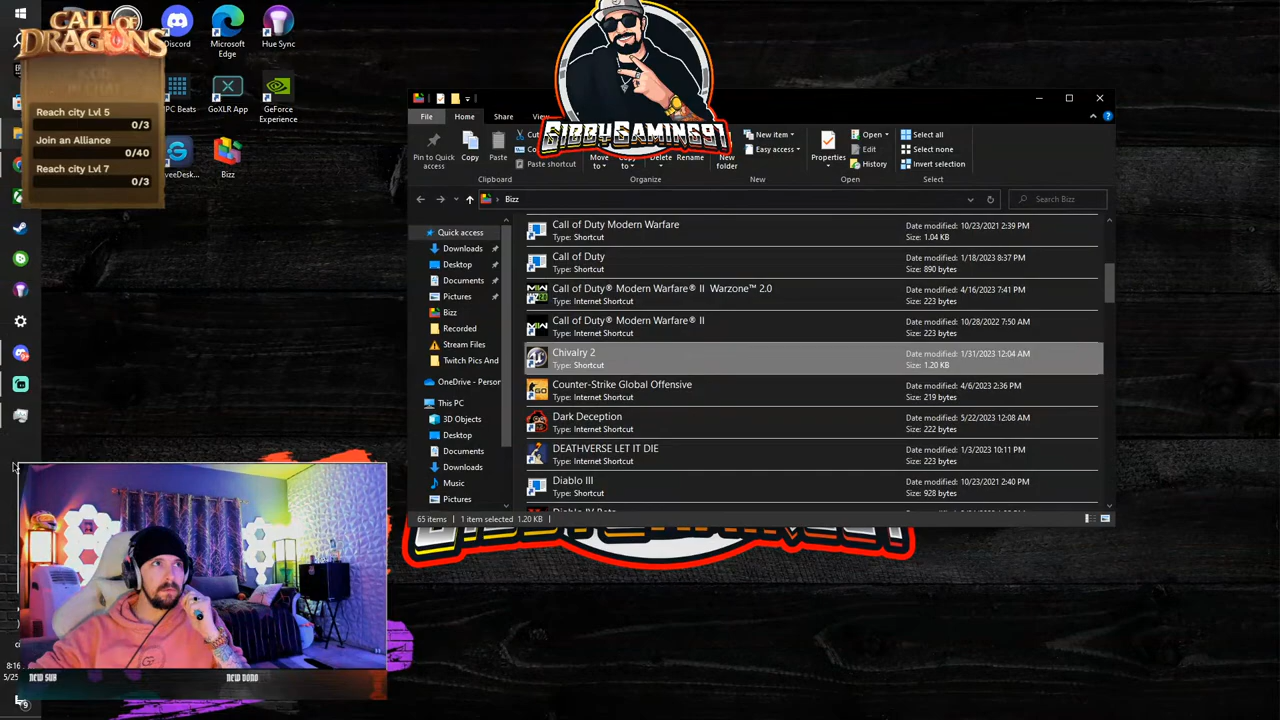 CALL OF
DRAGONS
Reach city Lvl 5
0/3
Join an Alliance
0/40
Reach city Lvl 7
0/3
Discord
Microsoft
Edge
Hue Sync
GoXLR App
GeForce
Experience
Bizz
GIBBYGAMING91
File
Home
Share
Pin to Quick
access
Copy
Paste
Paste shortcut
Clipboard
Move
to
Delete
Rename
New
folder
Organize
New item
Easy access
New
Properties
Open
Edit
History
Open
Select all
Select none
Invert selection
Select
Bizz
Search Bizz
Quick access
Downloads
Desktop
Documents
Pictures
Bizz
Recorded
Stream Files
Twitch Pics And
OneDrive - Person
This PC
3D Objects
Desktop
Documents
Downloads
Music
Pictures
Call of Duty Modern Warfare
Type: Shortcut
Date modified: 10/23/2021 2:39 PM
Size: 1.04 KB
Call of Duty
Type: Shortcut
Date modified: 1/18/2023 8:37 PM
Size: 890 bytes
Call of Duty® Modern Warfare® II Warzone™ 2.0
Type: Internet Shortcut
Date modified: 4/16/2023 7:41 PM
Size: 223 bytes
Call of Duty® Modern Warfare® II
Type: Internet Shortcut
Date modified: 10/28/2022 7:50 AM
Size: 223 bytes
Chivalry 2
Type: Shortcut
Date modified: 1/31/2023 12:04 AM
Size: 1.20 KB
Counter-Strike Global Offensive
Type: Internet Shortcut
Date modified: 4/6/2023 2:36 PM
Size: 219 bytes
Dark Deception
Type: Internet Shortcut
Date modified: 5/22/2023 12:08 AM
Size: 222 bytes
DEATHVERSE LET IT DIE
Type: Internet Shortcut
Date modified: 1/3/2023 10:11 PM
Size: 223 bytes
Diablo III
Type: Shortcut
Date modified: 10/23/2021 2:40 PM
Size: 928 bytes
65 items
1 item selected 1.20 KB
8:16
5/25
NEW SUB
NEW DONO